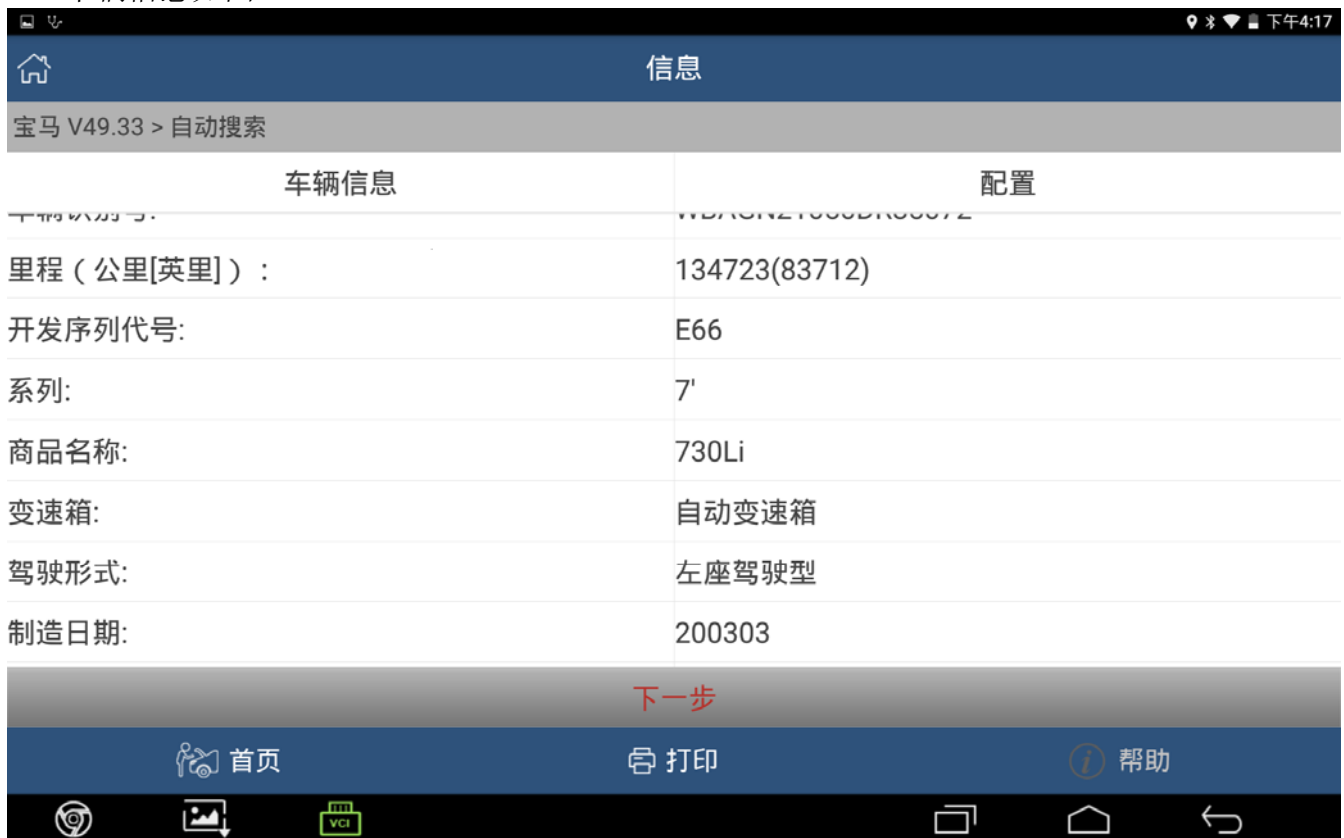 下午4:17
信息
宝马 V49.33 > 自动搜索
车辆信息 配置
里程（公里[英里]）: 134723(83712)
开发序列代号: E66
系列: 7'
商品名称: 730Li
变速箱: 自动变速箱
驾驶形式: 左座驾驶型
制造日期: 200303
下一步
首页 打印 帮助
VCI